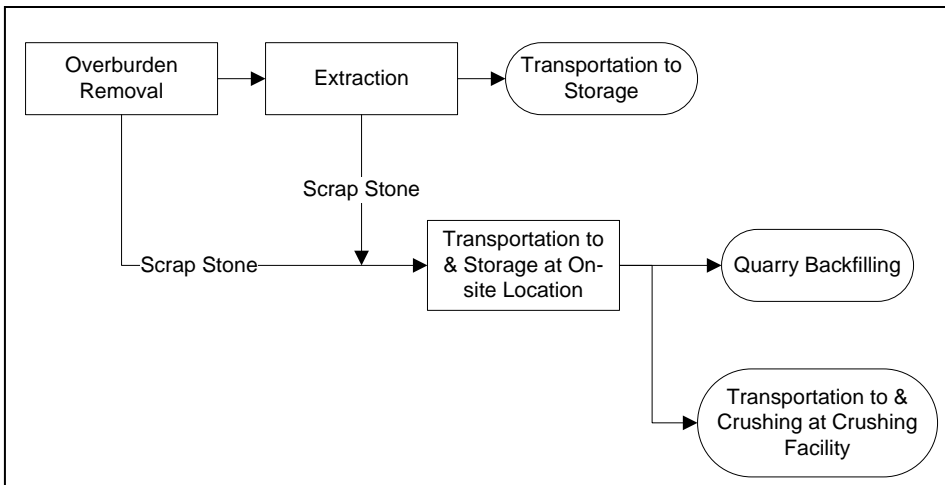 Overburden
Removal
Extraction
Transportation to
Storage
Scrap Stone
Scrap Stone
Transportation to
& Storage at On-
site Location
Quarry Backfilling
Transportation to &
Crushing at Crushing
Facility